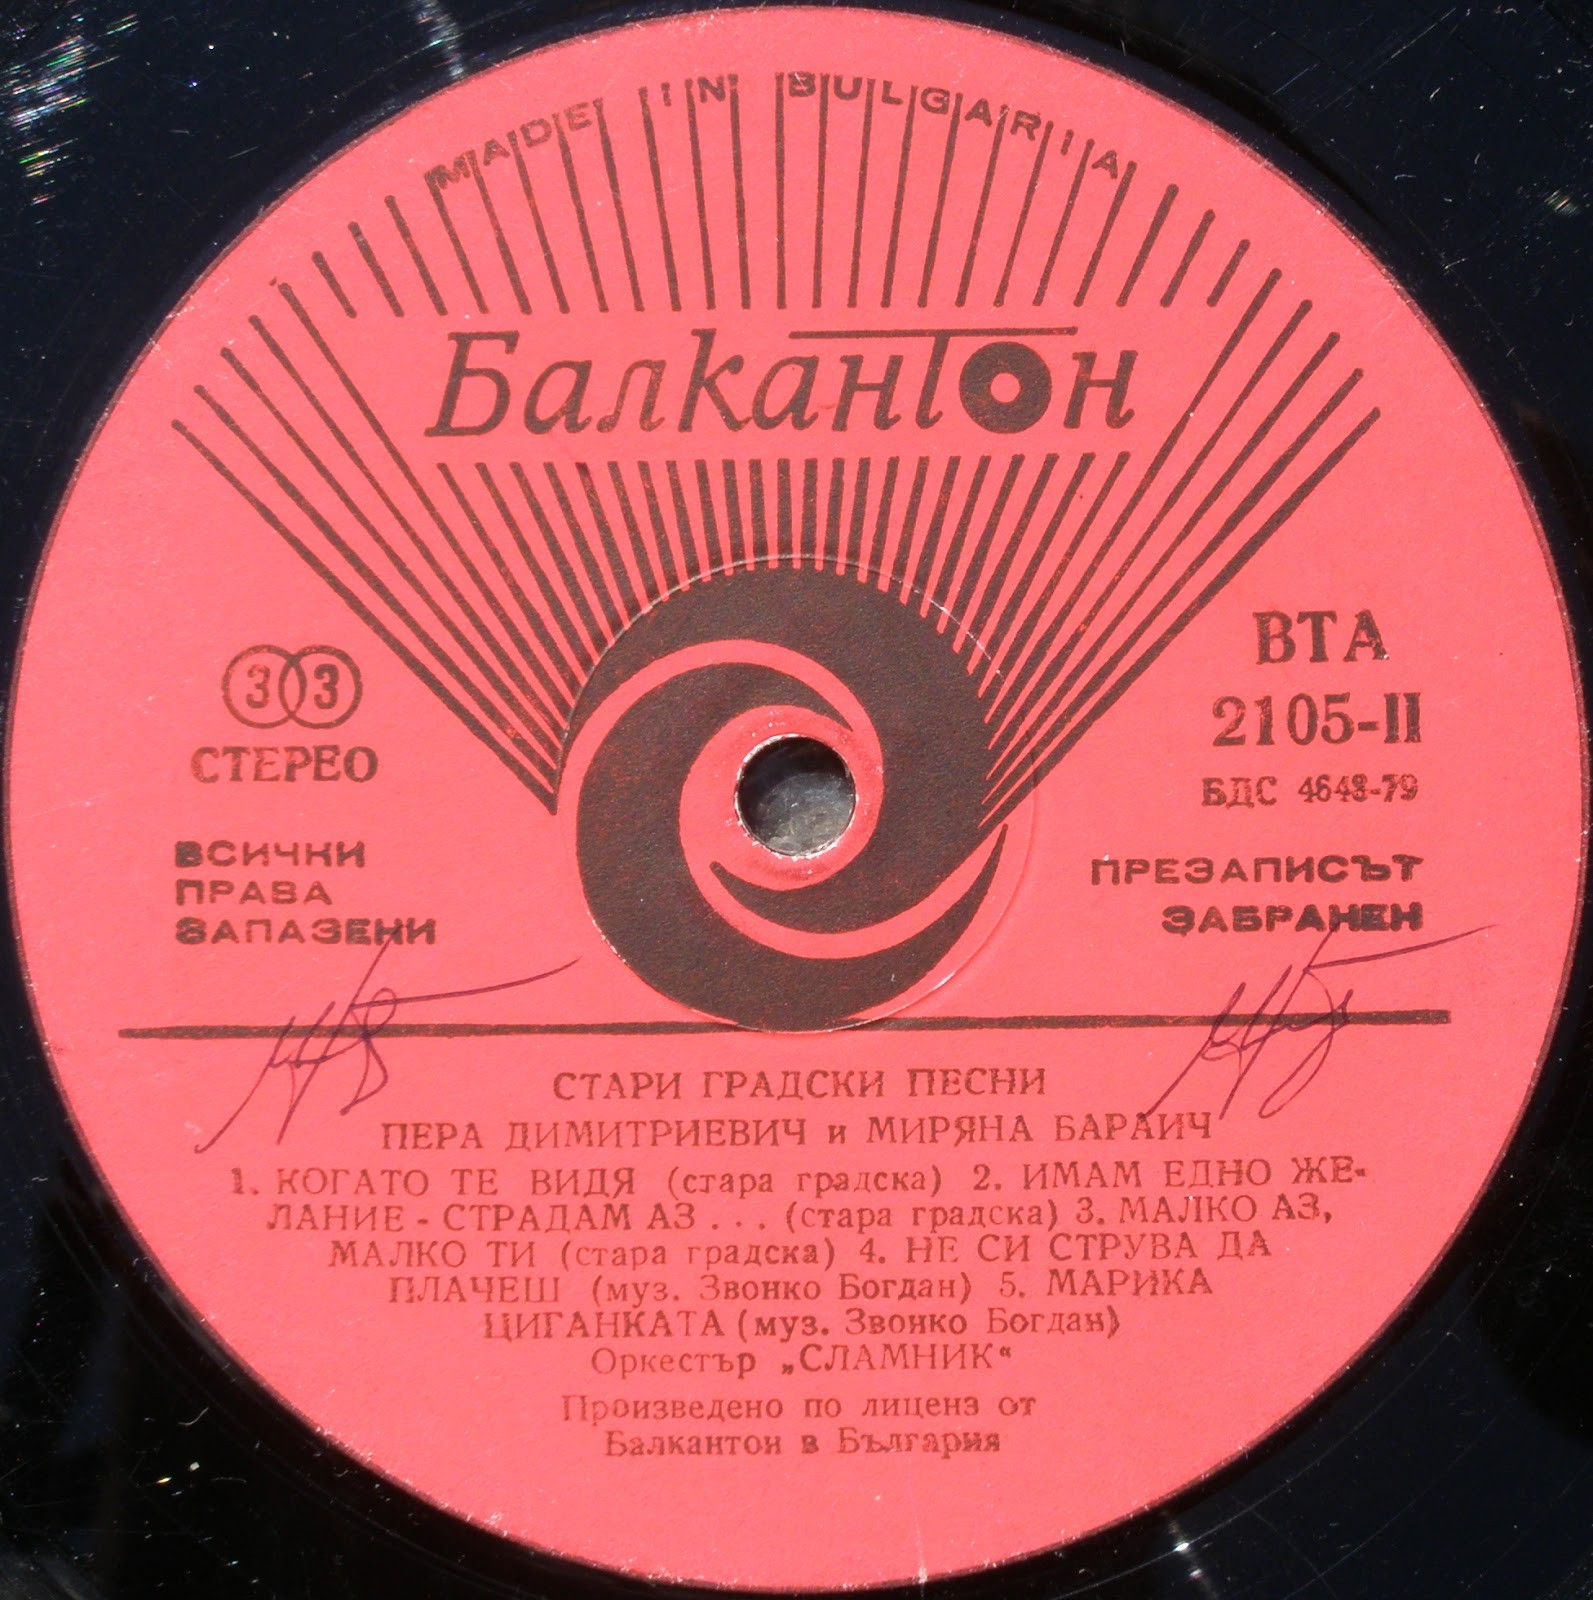 MADE IN BULGARIA
Балкантон
33
СТЕРЕО
ВСИЧКИ
ПРАВА
ЗАПАЗЕНИ
ВТА
2105-II
БДС 4648-79
ПРЕЗАПИСЪТ
ЗАБРАНЕН
СТАРИ ГРАДСКИ ПЕСНИ
ПЕРА ДИМИТРИЕВИЧ и МИРЯНА БАРАИЧ
1. КОГАТО ТЕ ВИДЯ (стара градска) 2. ИМАМ ЕДНО ЖЕ-
ЛАНИЕ - СТРАДАМ АЗ . . . (стара градска) 3. МАЛКО АЗ,
МАЛКО ТИ (стара градска) 4. НЕ СИ СТРУВА ДА
ПЛАЧЕШ (муз. Звонко Богдан) 5. МАРИКА
ЦИГАНКАТА (муз. Звонко Богдан)
Оркестър „СЛАМНИК“
Произведено по лиценз от
Балкантон в България